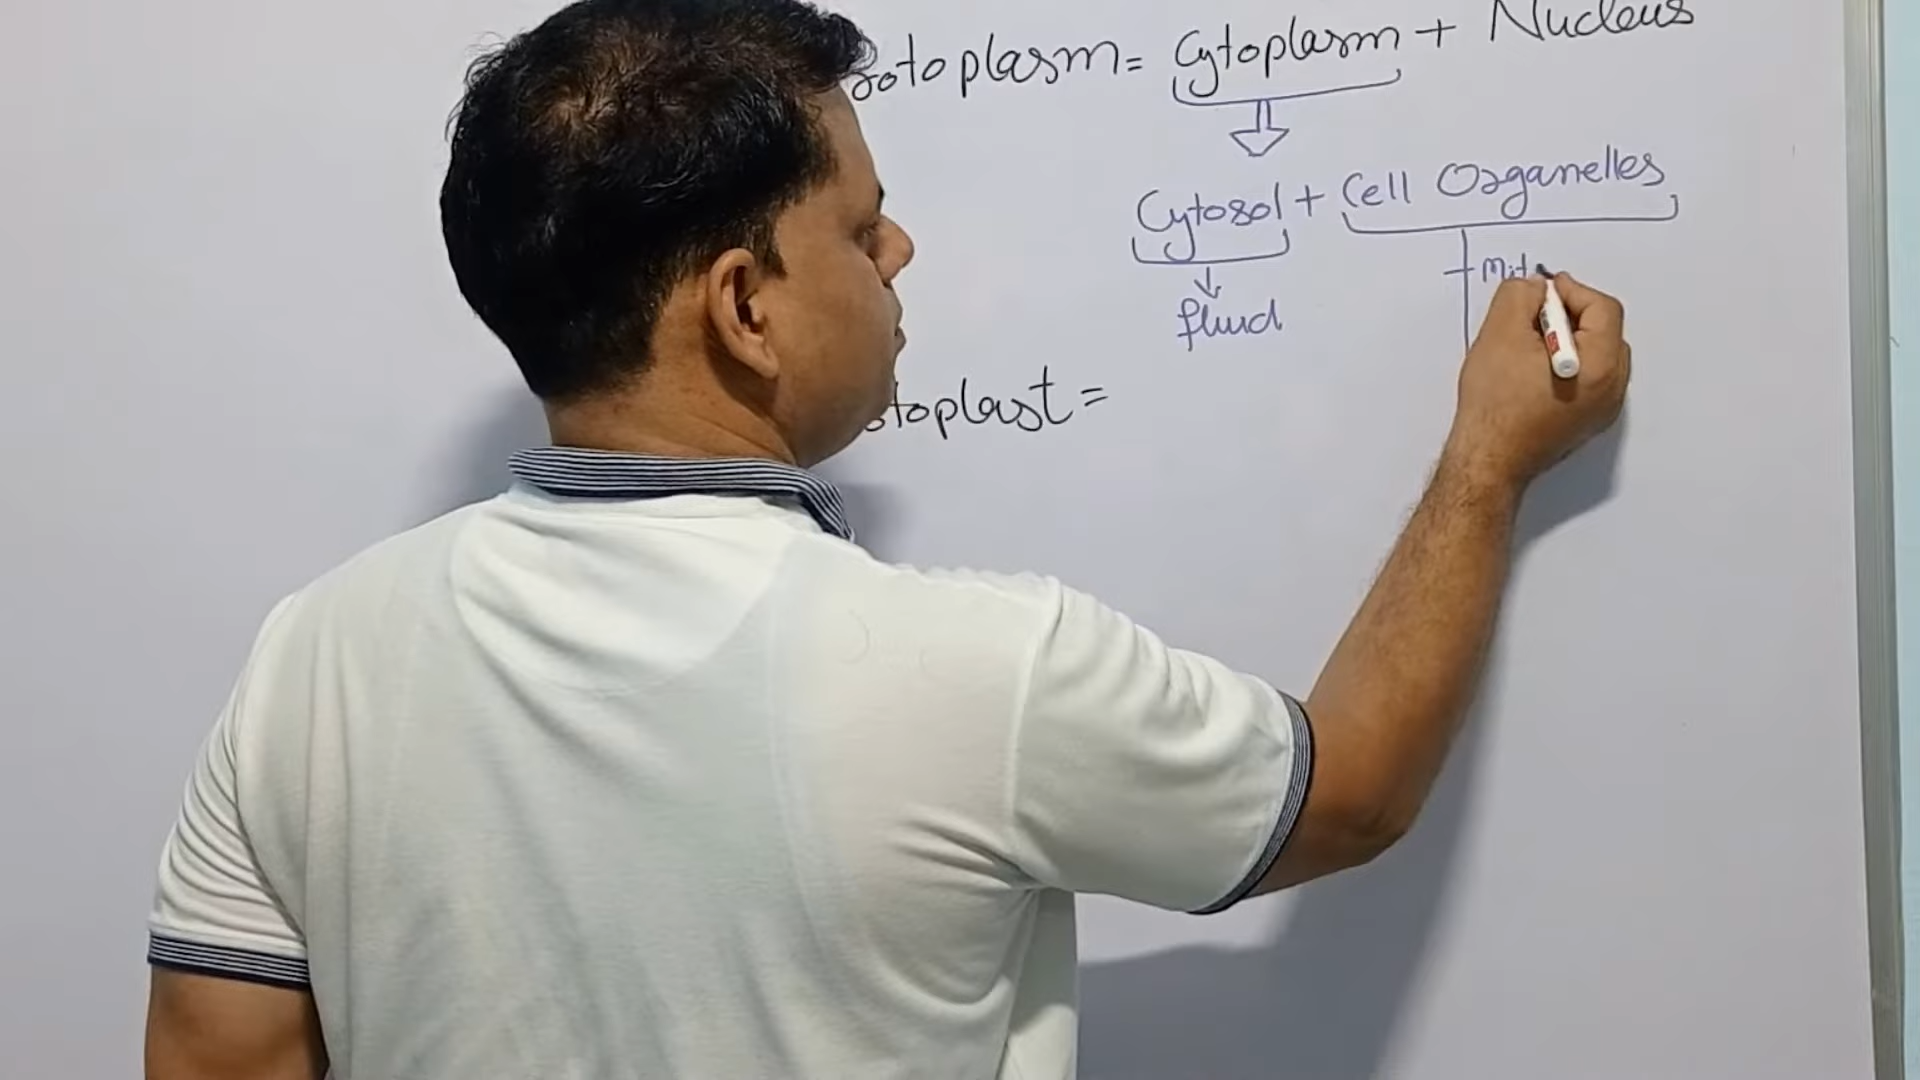 otoplasm = Cytoplasm + Nucleus
Cytosol + Cell Organelles
Mit
fluid
toplast =